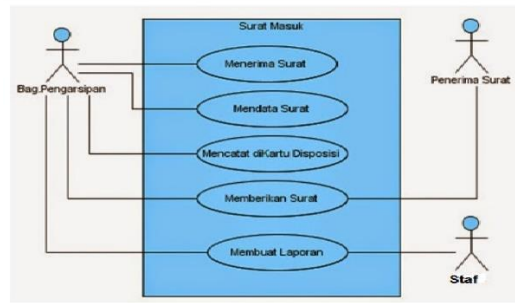 Surat Masuk
Menerima Surat
Bag.Pengarsipan
Penerima Surat
Mendata Surat
Mencatat diKartu Disposisi
Memberikan Surat
Membuat Laporan
Staf